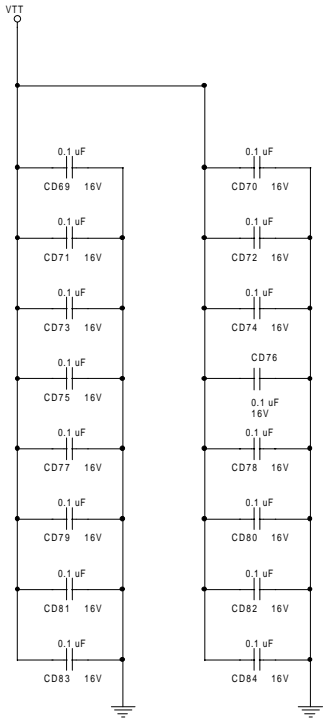 VTT
0.1 uF
CD69 16V
0.1 uF
CD70 16V
0.1 uF
CD71 16V
0.1 uF
CD72 16V
0.1 uF
CD73 16V
0.1 uF
CD74 16V
0.1 uF
CD75 16V
CD76
0.1 uF
16V
0.1 uF
CD77 16V
0.1 uF
CD78 16V
0.1 uF
CD79 16V
0.1 uF
CD80 16V
0.1 uF
CD81 16V
0.1 uF
CD82 16V
0.1 uF
CD83 16V
0.1 uF
CD84 16V